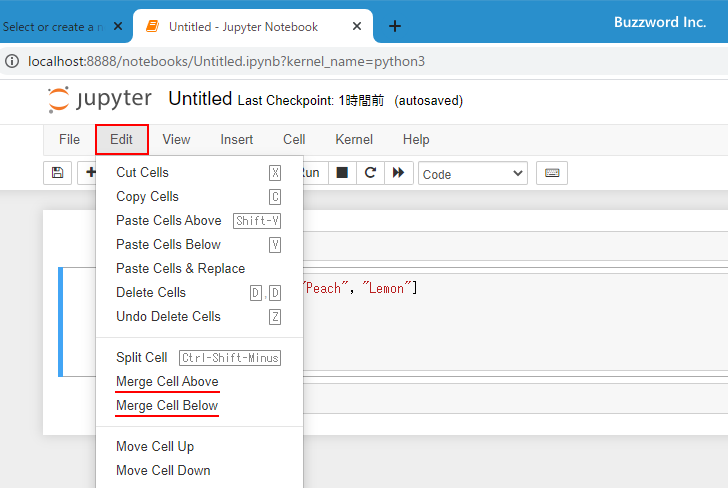 Select or create a n
Untitled - Jupyter Notebook
Buzzword Inc.
localhost:8888/notebooks/Untitled.ipynb?kernel_name=python3
jupyter Untitled Last Checkpoint: 1時間前 (autosaved)
File Edit View Insert Cell Kernel Help
Run Code
Cut Cells X
Copy Cells C
Paste Cells Above Shift-V
Paste Cells Below V
Paste Cells & Replace
"Peach", "Lemon"]
Delete Cells D,D
Undo Delete Cells Z
Split Cell Ctrl-Shift-Minus
Merge Cell Above
Merge Cell Below
Move Cell Up
Move Cell Down